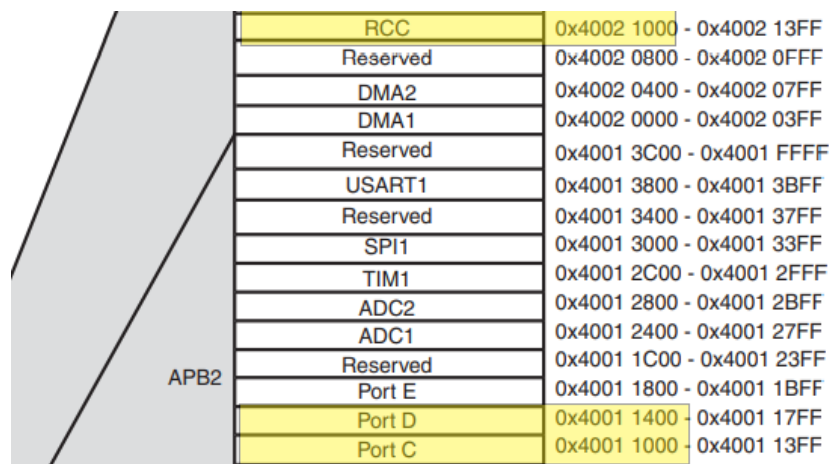 RCC 0x4002 1000 - 0x4002 13FF
Reserved 0x4002 0800 - 0x4002 0FFF
DMA2 0x4002 0400 - 0x4002 07FF
DMA1 0x4002 0000 - 0x4002 03FF
Reserved 0x4001 3C00 - 0x4001 FFFF
USART1 0x4001 3800 - 0x4001 3BFF
Reserved 0x4001 3400 - 0x4001 37FF
SPI1 0x4001 3000 - 0x4001 33FF
TIM1 0x4001 2C00 - 0x4001 2FFF
ADC2 0x4001 2800 - 0x4001 2BFF
ADC1 0x4001 2400 - 0x4001 27FF
Reserved 0x4001 1C00 - 0x4001 23FF
APB2
Port E 0x4001 1800 - 0x4001 1BFF
Port D 0x4001 1400 - 0x4001 17FF
Port C 0x4001 1000 - 0x4001 13FF